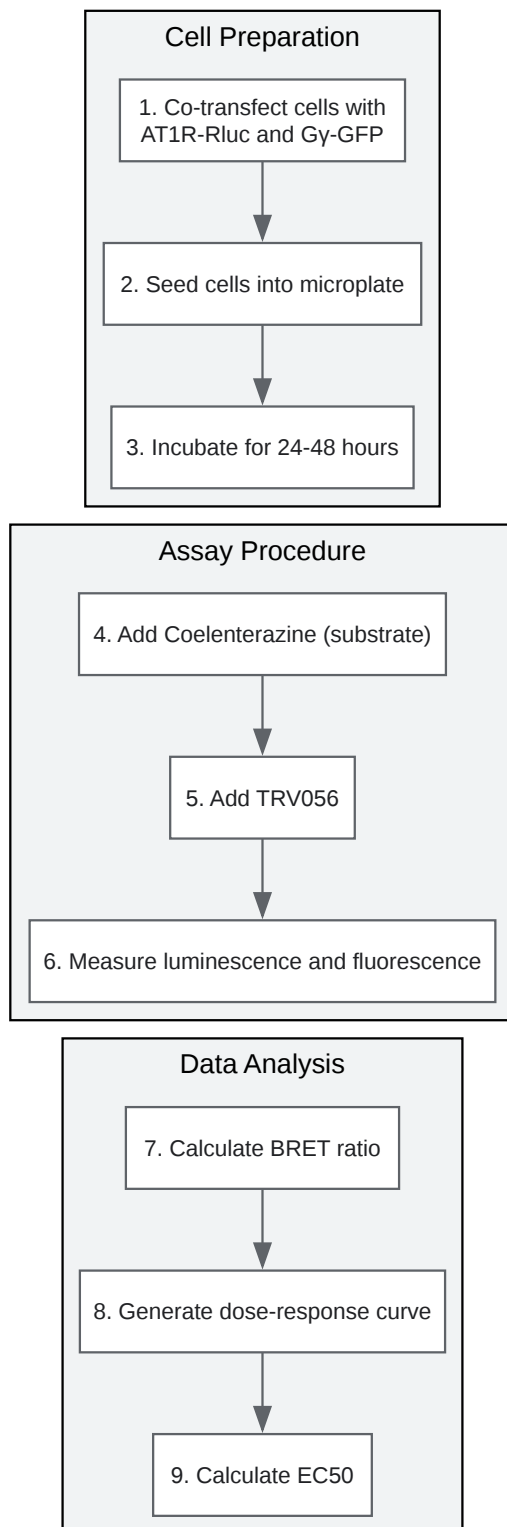 Cell Preparation
1. Co-transfect cells with
AT1R-Rluc and Gγ-GFP
2. Seed cells into microplate
3. Incubate for 24-48 hours
Assay Procedure
4. Add Coelenterazine (substrate)
5. Add TRV056
6. Measure luminescence and fluorescence
Data Analysis
7. Calculate BRET ratio
8. Generate dose-response curve
9. Calculate EC50